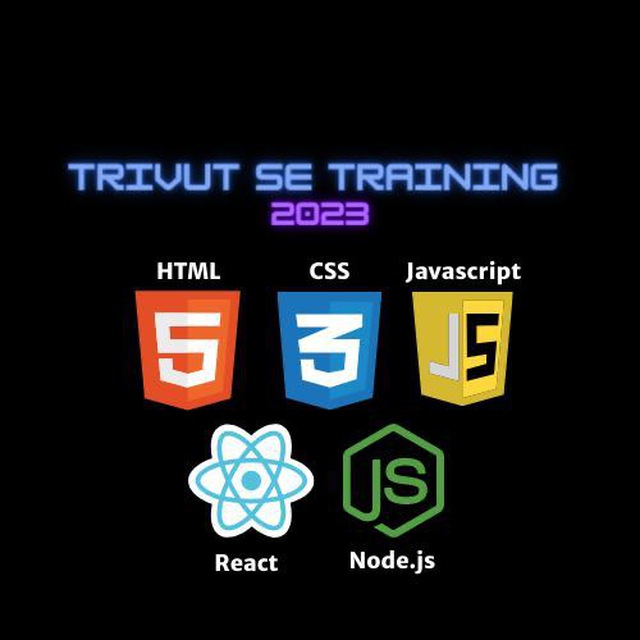 TRIVUT SE TRAINING
2023
HTML CSS Javascript
5 3 JS
JS
React Node.js